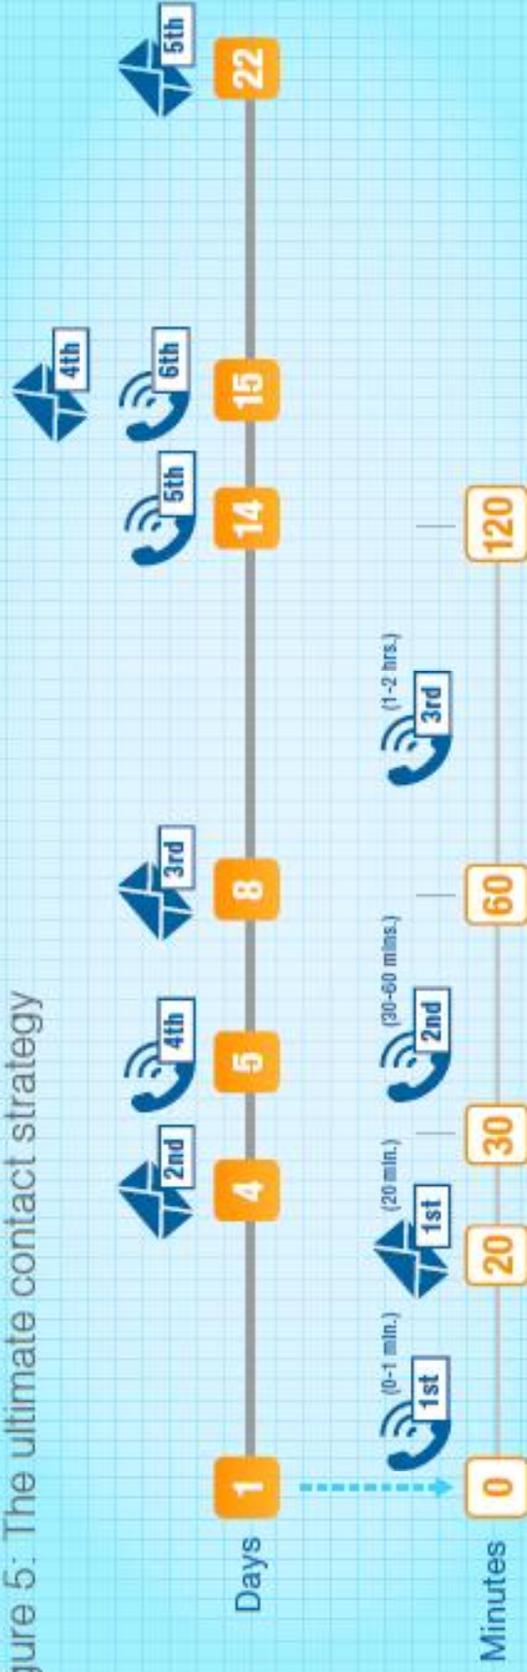 gure 5: The ultimate contact strategy
4th
2nd
4th
3rd
5th
6th
5th
Days
1
4
5
8
14
15
22
(0-1 min.)
1st
(20 min.)
1st
(30-60 mins.)
2nd
(1-2 hrs.)
3rd
Minutes
0
20
30
60
120